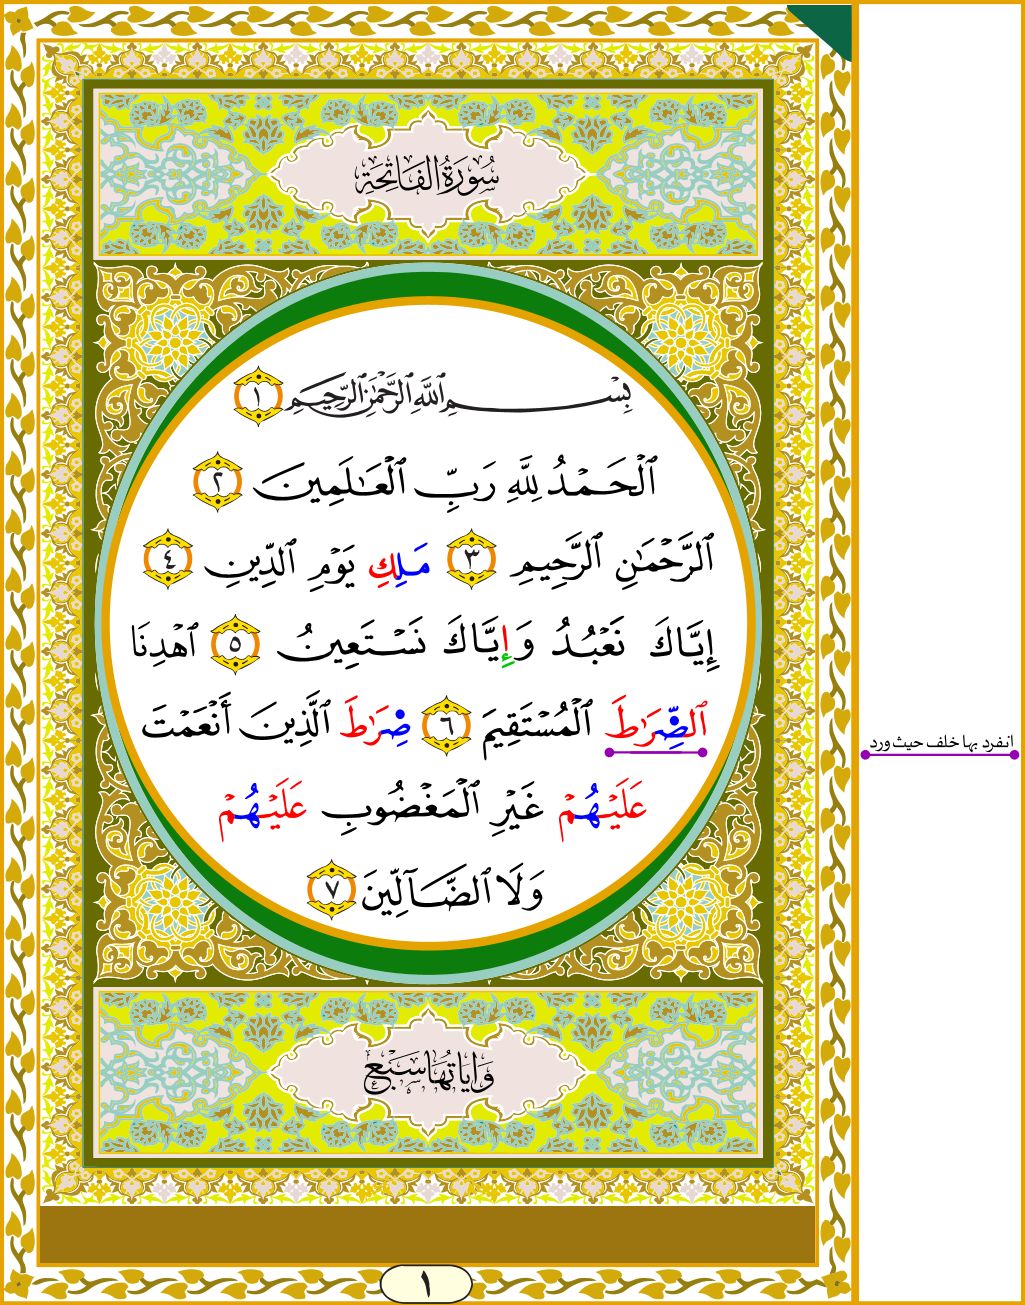 سُورَةُ الفَاتِحَةِ
بِسْمِ ٱللَّهِ ٱلرَّحْمَٰنِ ٱلرَّحِيمِ ١
ٱلْحَمْدُ لِلَّهِ رَبِّ ٱلْعَٰلَمِينَ ٢
ٱلرَّحْمَٰنِ ٱلرَّحِيمِ ٣ مَلِكِ يَوْمِ ٱلدِّينِ ٤
إِيَّاكَ نَعْبُدُ وَإِيَّاكَ نَسْتَعِينُ ٥ ٱهْدِنَا
ٱلضِّرَٰطَ ٱلْمُسْتَقِيمَ ٦ ضِرَٰطَ ٱلَّذِينَ أَنْعَمْتَ
عَلَيْهُمْ غَيْرِ ٱلْمَغْضُوبِ عَلَيْهُمْ
وَلَا ٱلضَّآلِّينَ ٧
وَاٰيَاتُهَا سَبْعٌ
١
انفرد بها خلف حيث ورد